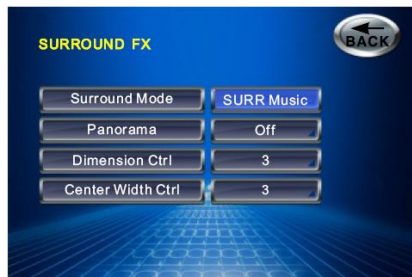 SURROUND FX
BACK
Surround Mode SURR Music
Panorama Off
Dimension Ctrl 3
Center Width Ctrl 3